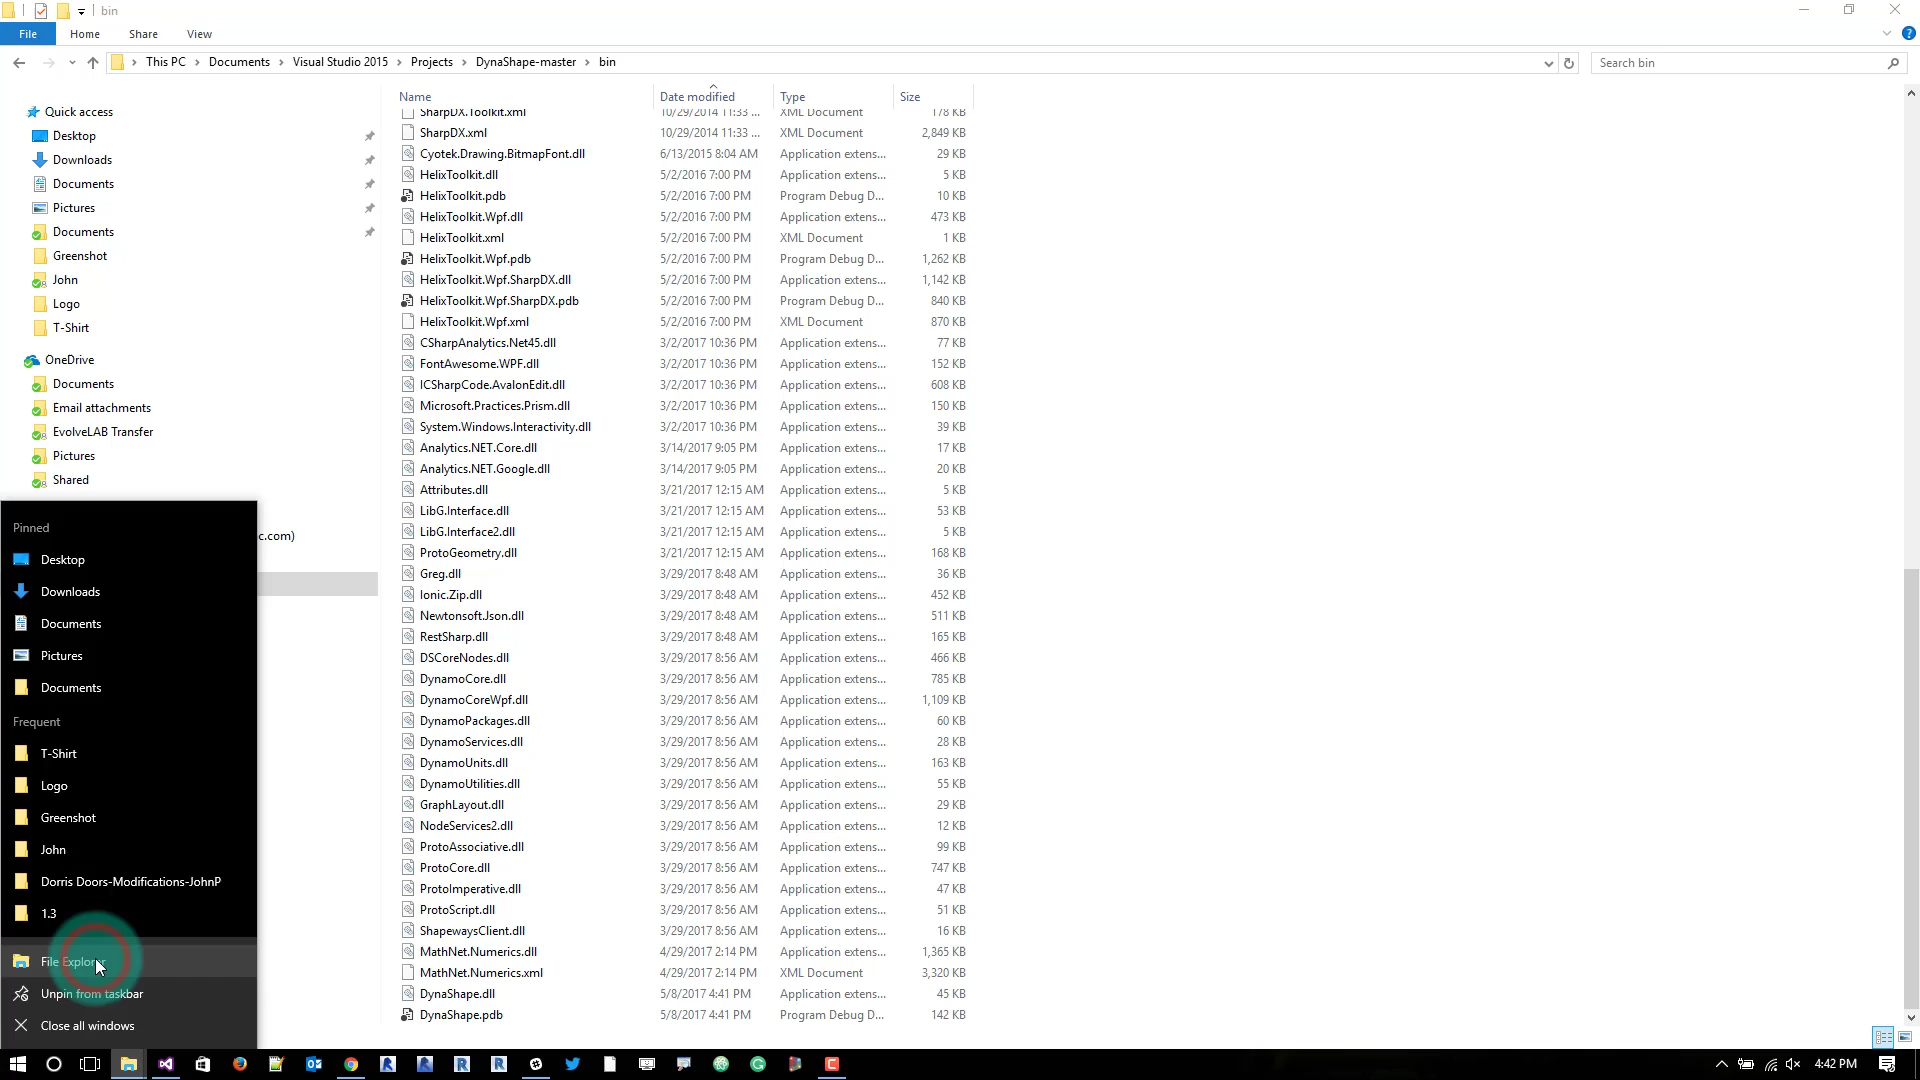 bin
File Home Share View
This PC Documents Visual Studio 2015 Projects DynaShape-master bin Search bin
Name Date modified Type Size
SharpDX.Toolkit.xml 10/29/2014 11:33 ... XML Document 178 KB
SharpDX.xml 10/29/2014 11:33 ... XML Document 2,849 KB
Cyotek.Drawing.BitmapFont.dll 6/13/2015 8:04 AM Application extens... 29 KB
HelixToolkit.dll 5/2/2016 7:00 PM Application extens... 5 KB
HelixToolkit.pdb 5/2/2016 7:00 PM Program Debug D... 10 KB
HelixToolkit.Wpf.dll 5/2/2016 7:00 PM Application extens... 473 KB
HelixToolkit.xml 5/2/2016 7:00 PM XML Document 1 KB
HelixToolkit.Wpf.pdb 5/2/2016 7:00 PM Program Debug D... 1,262 KB
HelixToolkit.Wpf.SharpDX.dll 5/2/2016 7:00 PM Application extens... 1,142 KB
HelixToolkit.Wpf.SharpDX.pdb 5/2/2016 7:00 PM Program Debug D... 840 KB
HelixToolkit.Wpf.xml 5/2/2016 7:00 PM XML Document 870 KB
CSharpAnalytics.Net45.dll 3/2/2017 10:36 PM Application extens... 77 KB
FontAwesome.WPF.dll 3/2/2017 10:36 PM Application extens... 152 KB
ICSharpCode.AvalonEdit.dll 3/2/2017 10:36 PM Application extens... 608 KB
Microsoft.Practices.Prism.dll 3/2/2017 10:36 PM Application extens... 150 KB
System.Windows.Interactivity.dll 3/2/2017 10:36 PM Application extens... 39 KB
Analytics.NET.Core.dll 3/14/2017 9:05 PM Application extens... 17 KB
Analytics.NET.Google.dll 3/14/2017 9:05 PM Application extens... 20 KB
Attributes.dll 3/21/2017 12:15 AM Application extens... 5 KB
LibG.Interface.dll 3/21/2017 12:15 AM Application extens... 53 KB
LibG.Interface2.dll 3/21/2017 12:15 AM Application extens... 52 KB
ProtoGeometry.dll 3/21/2017 12:15 AM Application extens... 168 KB
Greg.dll 3/29/2017 8:48 AM Application extens... 36 KB
Ionic.Zip.dll 3/29/2017 8:48 AM Application extens... 452 KB
Newtonsoft.Json.dll 3/29/2017 8:48 AM Application extens... 511 KB
RestSharp.dll 3/29/2017 8:48 AM Application extens... 165 KB
DSCoreNodes.dll 3/29/2017 8:56 AM Application extens... 466 KB
DynamoCore.dll 3/29/2017 8:56 AM Application extens... 785 KB
DynamoCoreWpf.dll 3/29/2017 8:56 AM Application extens... 1,109 KB
DynamoPackages.dll 3/29/2017 8:56 AM Application extens... 60 KB
DynamoServices.dll 3/29/2017 8:56 AM Application extens... 28 KB
DynamoUnits.dll 3/29/2017 8:56 AM Application extens... 163 KB
DynamoUtilities.dll 3/29/2017 8:56 AM Application extens... 55 KB
GraphLayout.dll 3/29/2017 8:56 AM Application extens... 29 KB
NodeServices2.dll 3/29/2017 8:56 AM Application extens... 12 KB
ProtoAssociative.dll 3/29/2017 8:56 AM Application extens... 99 KB
ProtoCore.dll 3/29/2017 8:56 AM Application extens... 747 KB
ProtoImperative.dll 3/29/2017 8:56 AM Application extens... 47 KB
ProtoScript.dll 3/29/2017 8:56 AM Application extens... 51 KB
ShapewaysClient.dll 3/29/2017 8:56 AM Application extens... 16 KB
MathNet.Numerics.dll 4/29/2017 2:14 PM Application extens... 1,365 KB
MathNet.Numerics.xml 4/29/2017 2:14 PM XML Document 3,320 KB
DynaShape.dll 5/8/2017 4:41 PM Application extens... 45 KB
DynaShape.pdb 5/8/2017 4:41 PM Program Debug D... 142 KB
Quick access
Desktop
Downloads
Documents
Pictures
Documents
Greenshot
John
Logo
T-Shirt
OneDrive
Documents
Email attachments
EvolveLAB Transfer
Pictures
Shared
c.com)
Pinned
Desktop
Downloads
Documents
Pictures
Documents
Frequent
T-Shirt
Logo
Greenshot
John
Dorris Doors-Modifications-JohnP
1.3
File Explorer
Unpin from taskbar
Close all windows
4:42 PM